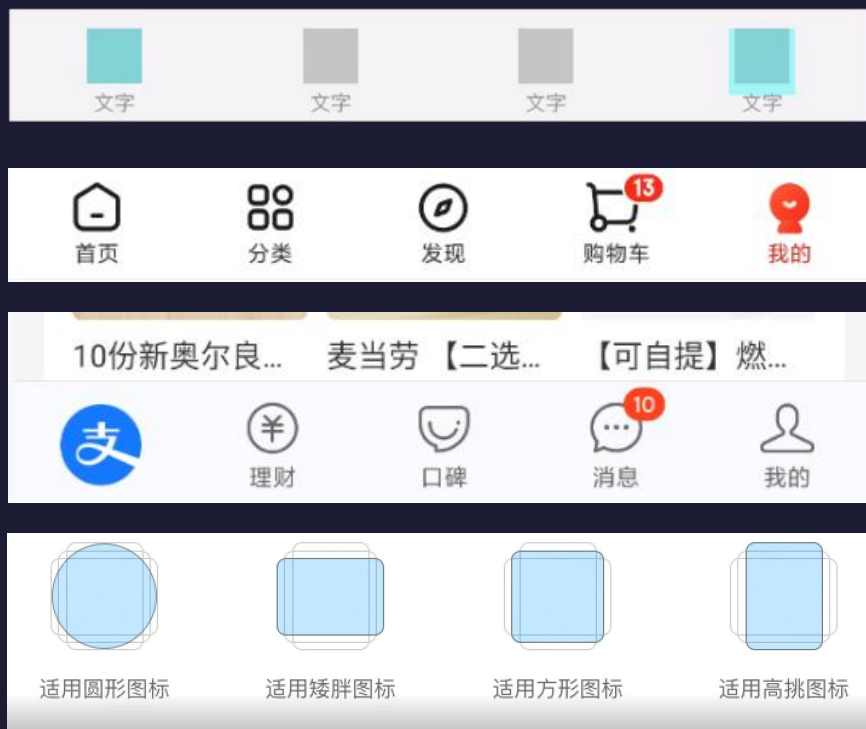 文字 文字 文字 文字
13
首页 分类 发现 购物车 我的
10份新奥尔良... 麦当劳 【二选... 【可自提】燃...
10
支
理财 口碑 消息 我的
适用圆形图标 适用矮胖图标 适用方形图标 适用高挑图标